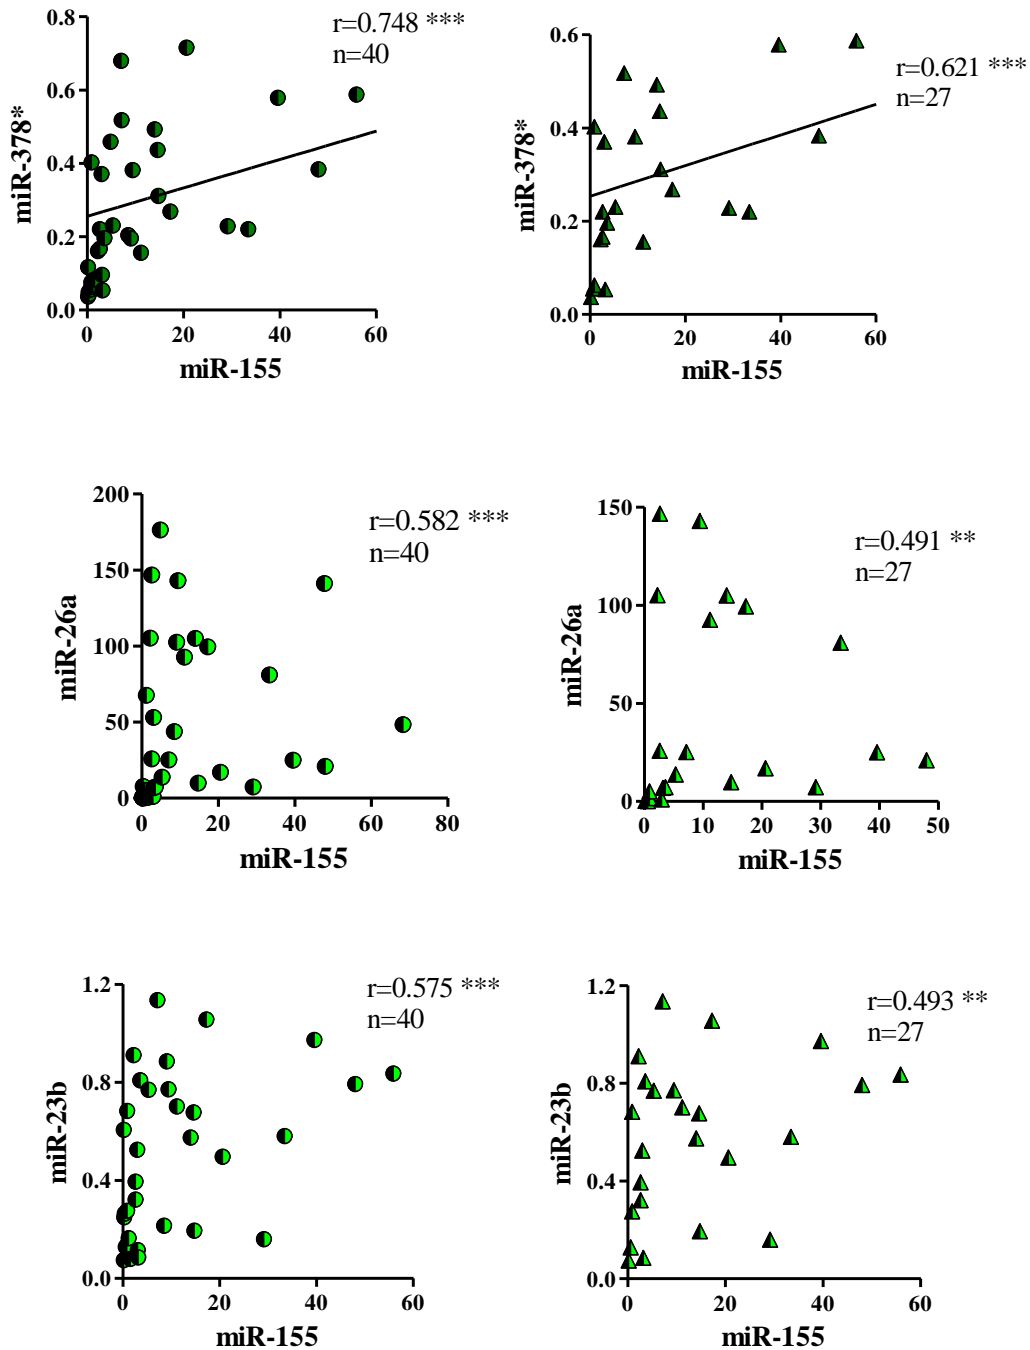 r=0.748 ***
n=40
0.8
0.6
0.4
0.2
0.0
miR-378*
0
20
40
60
miR-155
r=0.621 ***
n=27
0.6
0.4
0.2
0.0
miR-378*
0
20
40
60
miR-155
r=0.582 ***
n=40
200
150
100
50
0
miR-26a
0
20
40
60
80
miR-155
r=0.491 **
n=27
150
100
50
0
miR-26a
0
10
20
30
40
50
miR-155
r=0.575 ***
n=40
1.2
0.8
0.4
0.0
miR-23b
0
20
40
60
miR-155
r=0.493 **
n=27
1.2
0.8
0.4
0.0
miR-23b
0
20
40
60
miR-155